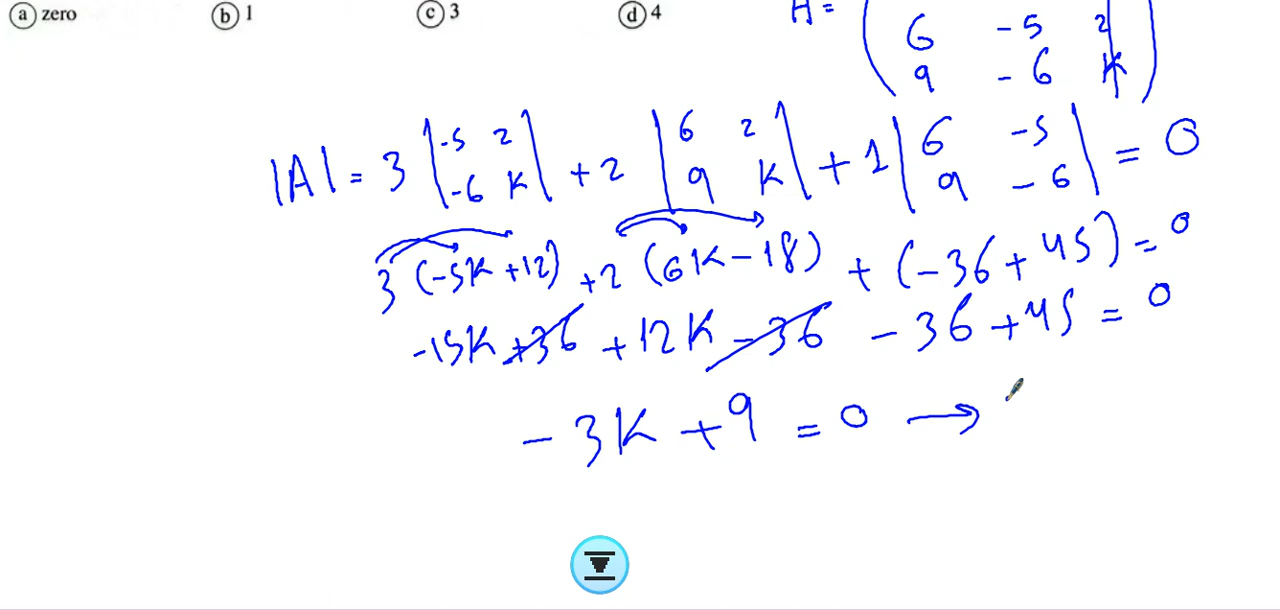 a zero b 1 c 3 d 4
A =
6 -5 2
9 -6 K
|A| = 3 |-5 2 -6 K| + 2 |6 2 9 K| + 1 |6 -5 9 -6| = 0
3 (-5K + 12) + 2 (6K - 18) + (-36 + 45) = 0
-15K + 36 + 12K - 36 - 36 + 45 = 0
- 3K + 9 = 0 →